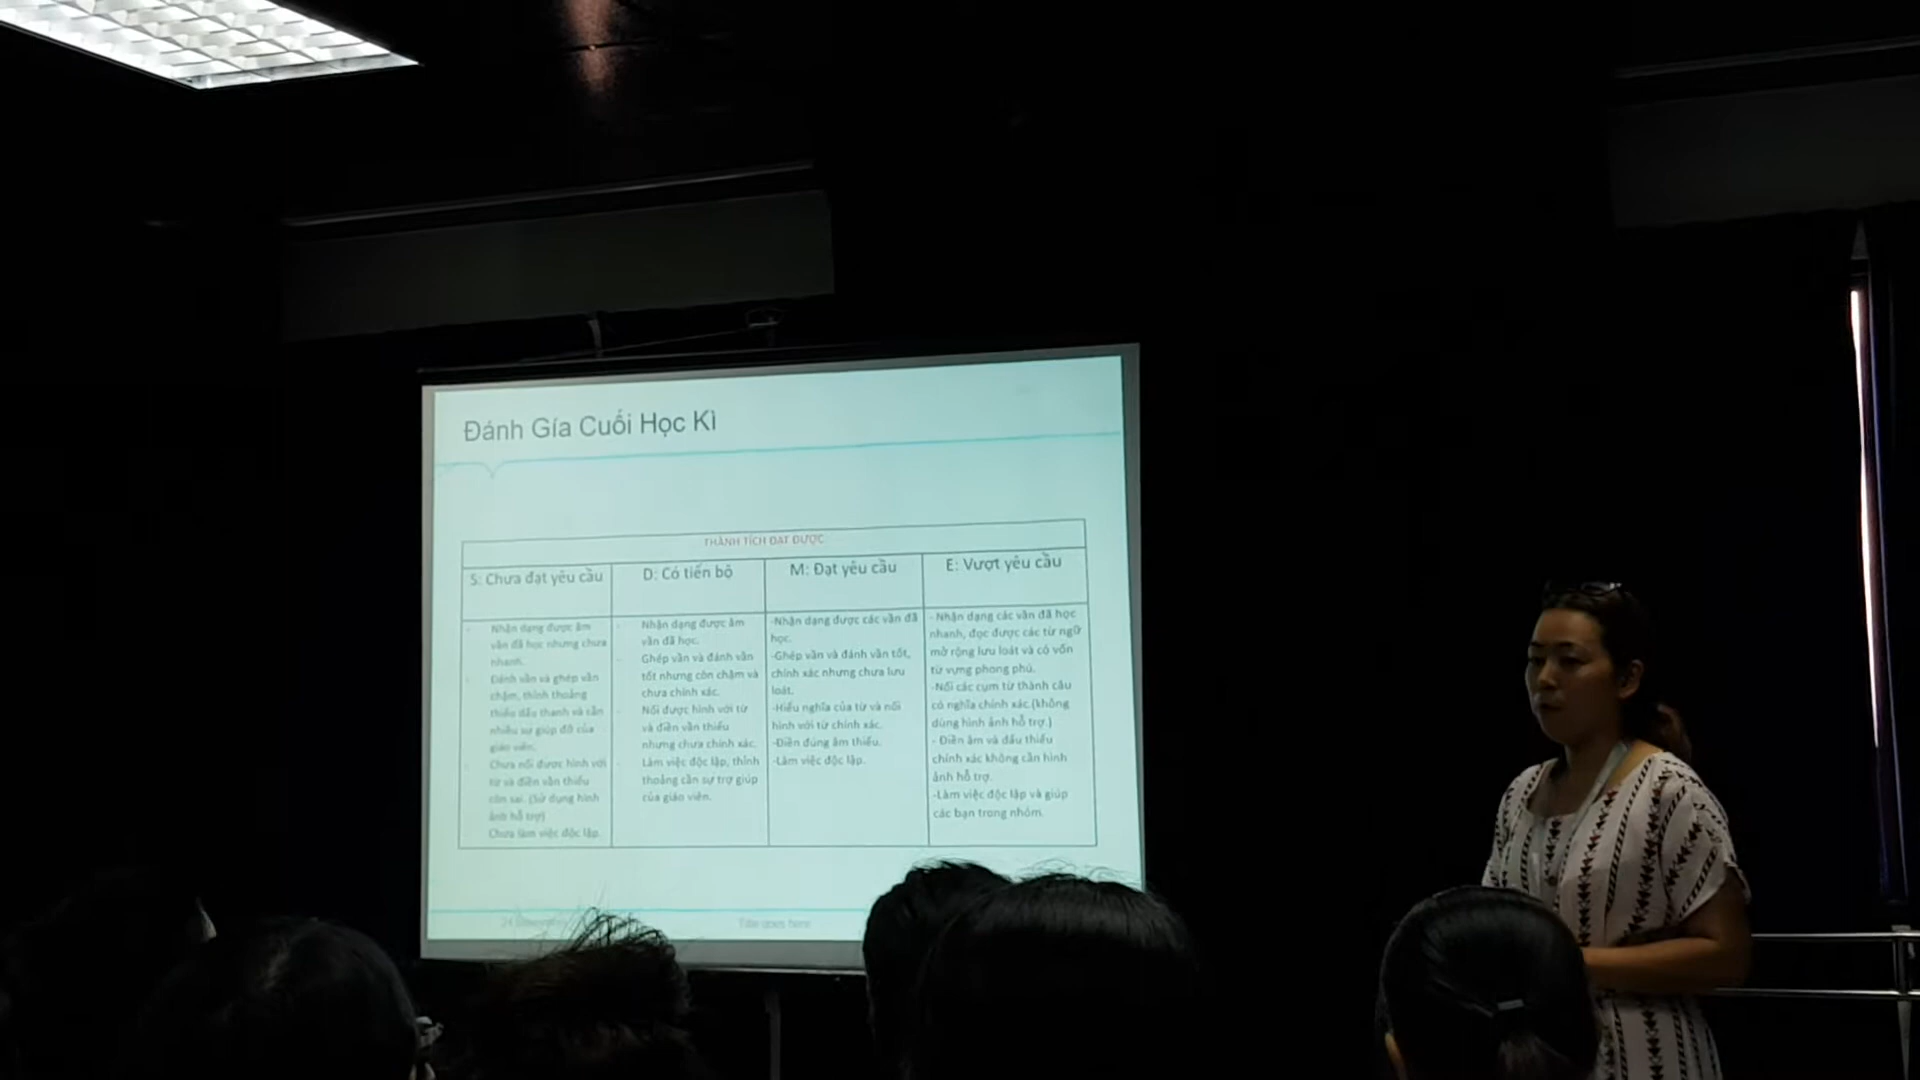 Đánh Gía Cuối Học Kì
THÀNH TÍCH ĐẠT ĐƯỢC
S: Chưa đạt yêu cầu
D: Có tiến bộ
M: Đạt yêu cầu
E: Vượt yêu cầu
- Nhận dạng được âm
vần đã học nhưng chưa
nhanh.
- Đánh vần và ghép vần
chậm, thỉnh thoảng
thiếu dấu thanh và cần
nhiều sự giúp đỡ của
giáo viên.
- Chưa nối được hình với
từ và điền vần thiếu
còn sai. (Sử dụng hình
ảnh hỗ trợ)
Chưa làm việc độc lập.
- Nhận dạng được âm
vần đã học.
- Ghép vần và đánh vần
tốt nhưng còn chậm và
chưa chính xác.
- Nối được hình với từ
và điền vần thiếu
nhưng chưa chính xác.
- Làm việc độc lập, thỉnh
thoảng cần sự trợ giúp
của giáo viên.
-Nhận dạng được các vần đã
học.
-Ghép vần và đánh vần tốt,
chính xác nhưng chưa lưu
loát.
-Hiểu nghĩa của từ và nối
hình với từ chính xác.
-Điền đúng âm thiếu.
-Làm việc độc lập.
- Nhận dạng các vần đã học
nhanh, đọc được các từ ngữ
mở rộng lưu loát và có vốn
từ vựng phong phú.
-Nối các cụm từ thành câu
có nghĩa chính xác.(không
dùng hình ảnh hỗ trợ.)
- Điền âm và dấu thiếu
chính xác không cần hình
ảnh hỗ trợ.
-Làm việc độc lập và giúp
các bạn trong nhóm.
Title goes here